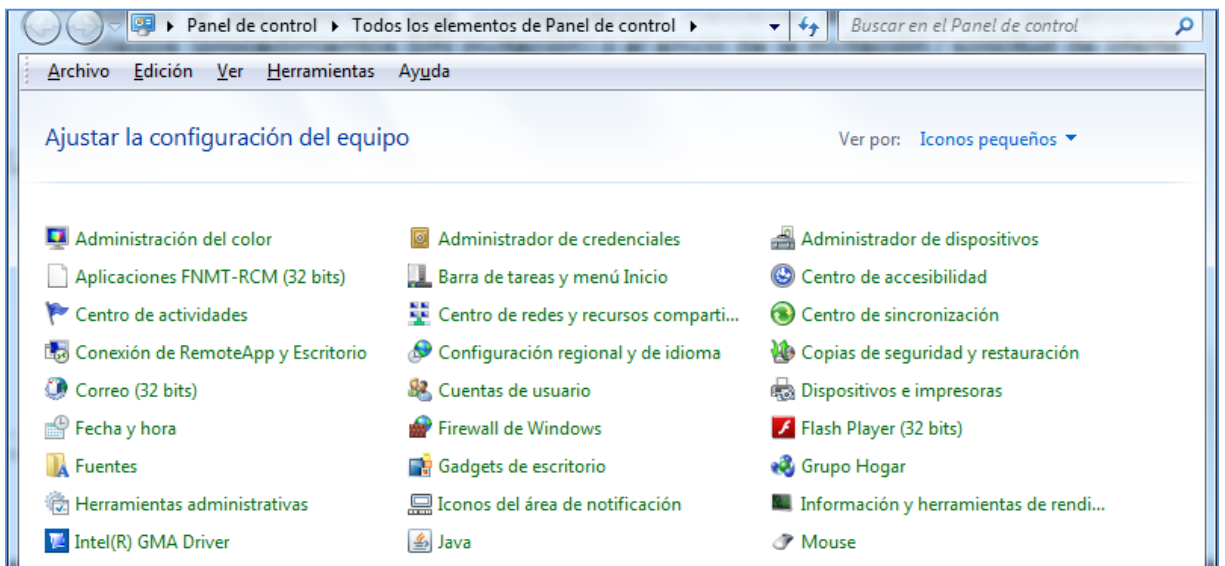 Panel de control Todos los elementos de Panel de control Buscar en el Panel de control
Archivo Edición Ver Herramientas Ayuda
Ajustar la configuración del equipo Ver por: Iconos pequeños
Administración del color Administrador de credenciales Administrador de dispositivos
Aplicaciones FNMT-RCM (32 bits) Barra de tareas y menú Inicio Centro de accesibilidad
Centro de actividades Centro de redes y recursos comparti... Centro de sincronización
Conexión de RemoteApp y Escritorio Configuración regional y de idioma Copias de seguridad y restauración
Correo (32 bits) Cuentas de usuario Dispositivos e impresoras
Fecha y hora Firewall de Windows Flash Player (32 bits)
Fuentes Gadgets de escritorio Grupo Hogar
Herramientas administrativas Iconos del área de notificación Información y herramientas de rendi...
Intel(R) GMA Driver Java Mouse